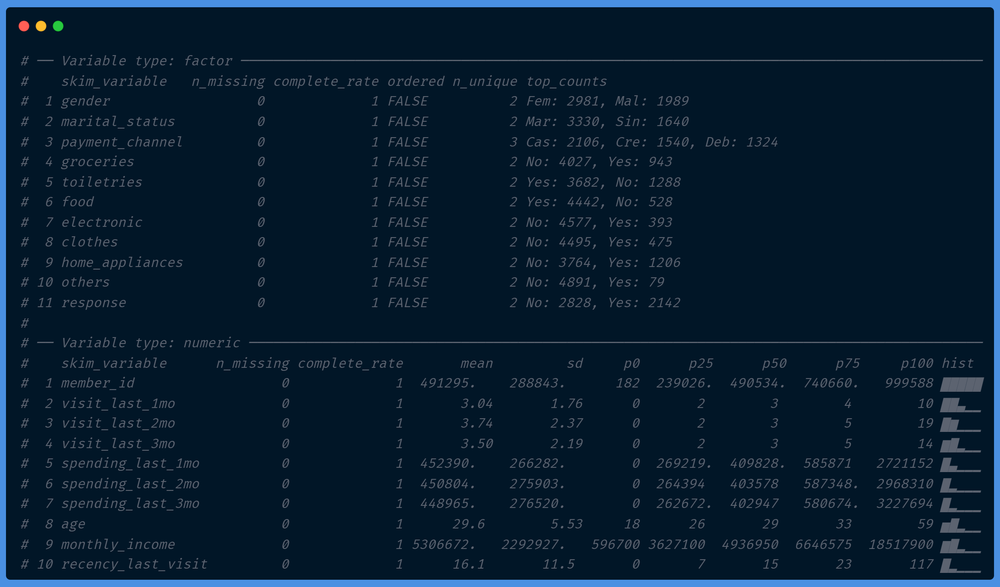 # ── Variable type: factor ─────────────────────────────────────────────────────────────────────────────
#    skim_variable   n_missing complete_rate ordered n_unique top_counts
#  1 gender                  0             1 FALSE          2 Fem: 2981, Mal: 1989
#  2 marital_status          0             1 FALSE          2 Mar: 3330, Sin: 1640
#  3 payment_channel         0             1 FALSE          3 Cas: 2106, Cre: 1540, Deb: 1324
#  4 groceries               0             1 FALSE          2 No: 4027, Yes: 943
#  5 toiletries              0             1 FALSE          2 Yes: 3682, No: 1288
#  6 food                    0             1 FALSE          2 Yes: 4442, No: 528
#  7 electronic              0             1 FALSE          2 No: 4577, Yes: 393
#  8 clothes                 0             1 FALSE          2 No: 4495, Yes: 475
#  9 home_appliances         0             1 FALSE          2 No: 3764, Yes: 1206
# 10 others                  0             1 FALSE          2 No: 4891, Yes: 79
# 11 response                0             1 FALSE          2 No: 2828, Yes: 2142
#
# ── Variable type: numeric ────────────────────────────────────────────────────────────────────────────
#    skim_variable      n_missing complete_rate       mean         sd     p0      p25      p50      p75     p100 hist
#  1 member_id                  0             1  491295.    288843.      182  239026.  490534.  740660.   999588 ▇▇▇▇▇
#  2 visit_last_1mo             0             1       3.04       1.76      0       2        3        4        10 ▇▇▃▁▁
#  3 visit_last_2mo             0             1       3.74       2.37      0       2        3        5        19 ▇▆▁▁▁
#  4 visit_last_3mo             0             1       3.50       2.19      0       2        3        5        14 ▆▇▂▁▁
#  5 spending_last_1mo          0             1  452390.    266282.        0  269219.  409828.  585871   2721152 ▇▃▁▁▁
#  6 spending_last_2mo          0             1  450804.    275903.        0  264394   403578   587348.  2968310 ▇▂▁▁▁
#  7 spending_last_3mo          0             1  448965.    276520.        0  262672.  402947   580674.  3227694 ▇▂▁▁▁
#  8 age                        0             1      29.6        5.53     18      26       29       33        59 ▅▇▂▁▁
#  9 monthly_income             0             1 5306672.   2292927.   596700 3627100  4936950  6646575  18517900 ▆▇▂▁▁
# 10 recency_last_visit         0             1      16.1       11.5       0       7       15       23       117 ▇▂▁▁▁